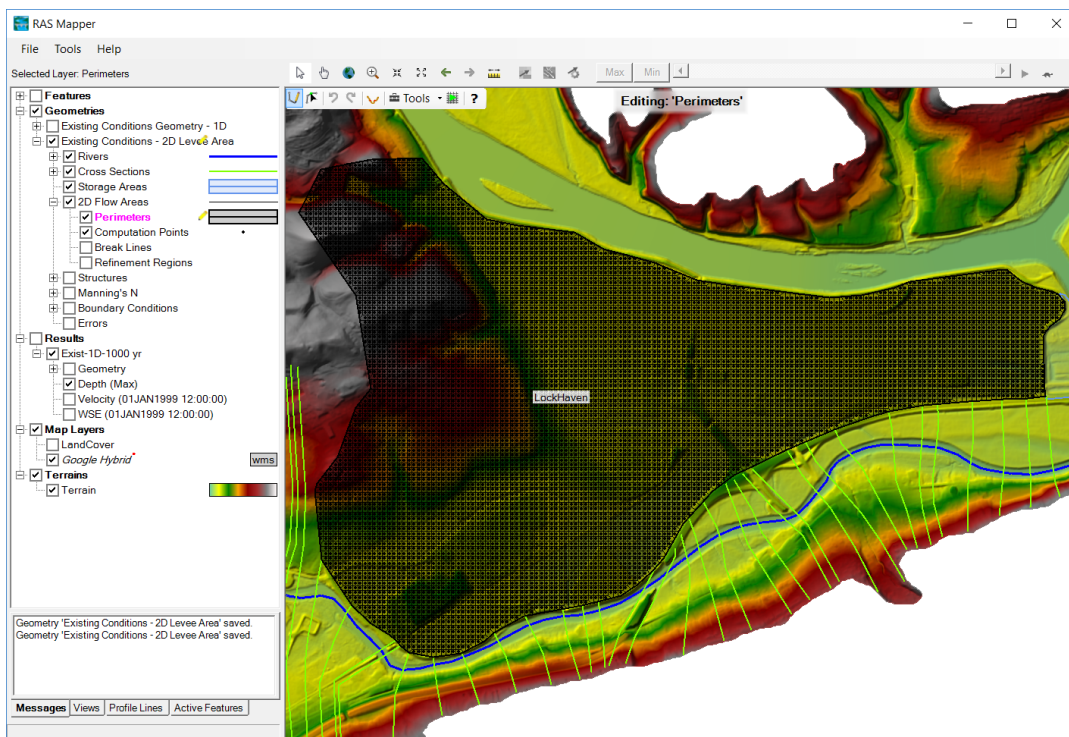 RAS Mapper
File Tools Help
Selected Layer: Perimeters
Max Min
Features
Geometries
Existing Conditions Geometry - 1D
Existing Conditions - 2D Levee Area
Rivers
Cross Sections
Storage Areas
2D Flow Areas
Perimeters
Computation Points
Break Lines
Refinement Regions
Structures
Manning's N
Boundary Conditions
Errors
Results
Exist-1D-1000 yr
Geometry
Depth (Max)
Velocity (01JAN1999 12:00:00)
WSE (01JAN1999 12:00:00)
Map Layers
LandCover
Google Hybrid
wms
Terrains
Terrain
Tools ?
Editing: 'Perimeters'
LockHaven
Geometry 'Existing Conditions - 2D Levee Area' saved.
Geometry 'Existing Conditions - 2D Levee Area' saved.
Messages Views Profile Lines Active Features